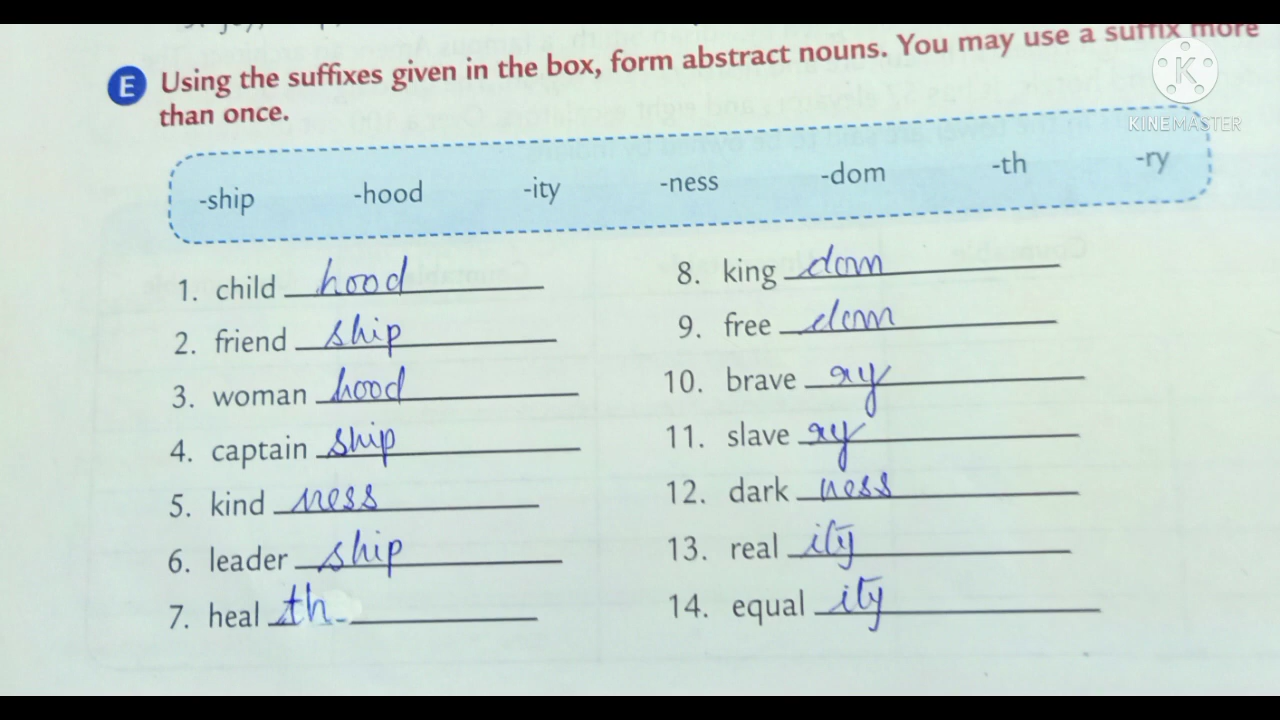 E Using the suffixes given in the box, form abstract nouns. You may use a suffix more
than once.
K
KINEMASTER
-ship -hood -ity -ness -dom -th -ry
1. child hood
2. friend ship
3. woman hood
4. captain ship
5. kind ness
6. leader ship
7. heal th
8. king dom
9. free dom
10. brave ry
11. slave ry
12. dark ness
13. real ity
14. equal ity